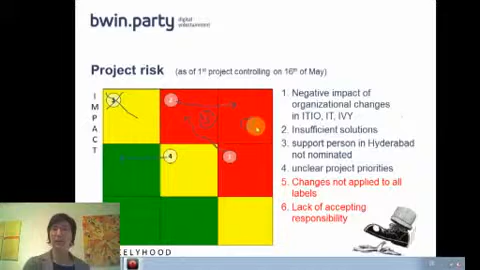 bwin.party digital
entertainment
Project risk (as of 1st project controlling on 16th of May)
IMPACT
1. Negative impact of
organizational changes
in ITIO, IT, IVY
2. Insufficient solutions
3. support person in Hyderabad
not nominated
4. unclear project priorities
5. Changes not applied to all
labels
6. Lack of accepting
responsibility
4
ELYHOOD